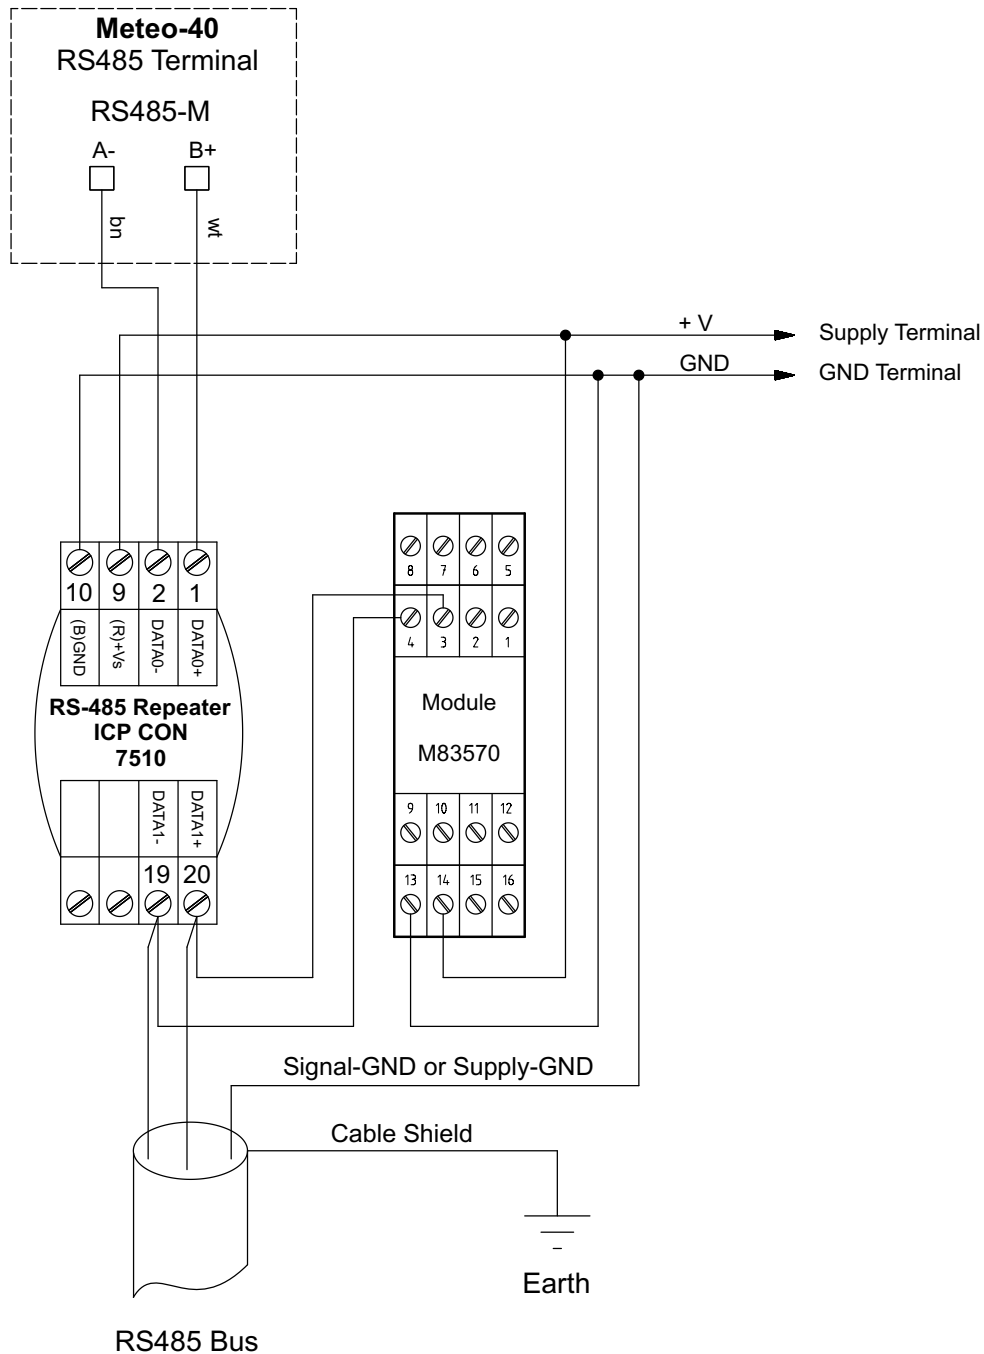 Meteo-40
RS485 Terminal
RS485-M
A- B+
bn wt
+ V Supply Terminal
GND GND Terminal
8 7 6 5
10 9 2 1
(B)GND (R)+Vs DATA0- DATA0+
4 3 2 1
RS-485 Repeater
ICP CON
7510
Module
M83570
DATA1- DATA1+
9 10 11 12
19 20
13 14 15 16
Signal-GND or Supply-GND
Cable Shield
Earth
RS485 Bus